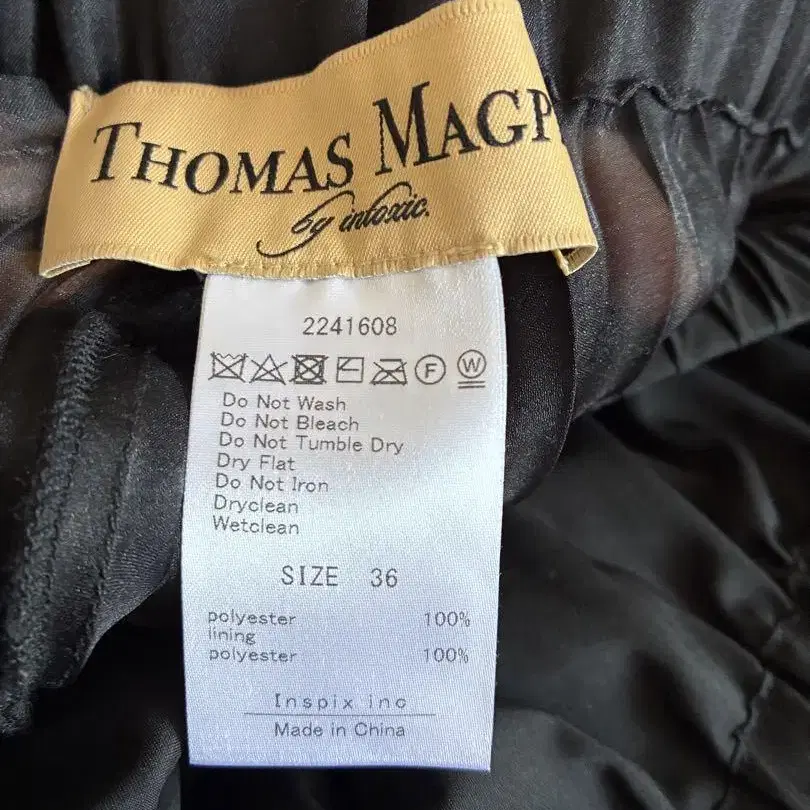 THOMAS MAGP
by intoxic.
2241608
F W
Do Not Wash
Do Not Bleach
Do Not Tumble Dry
Dry Flat
Do Not Iron
Dryclean
Wetclean
SIZE 36
polyester 100%
lining
polyester 100%
Inspix inc
Made in China